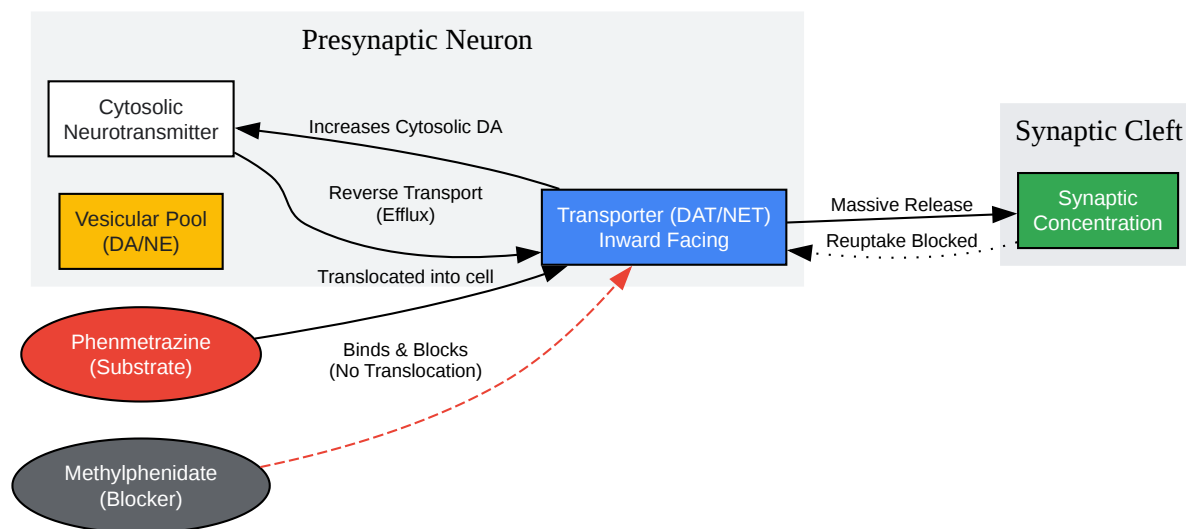 Presynaptic Neuron
Cytosolic
Neurotransmitter
Increases Cytosolic DA
Synaptic Cleft
Vesicular Pool
(DA/NE)
Reverse Transport
(Efflux)
Transporter (DAT/NET)
Inward Facing
Massive Release
Synaptic
Concentration
Reuptake Blocked
Translocated into cell
Phenmetrazine
(Substrate)
Binds & Blocks
(No Translocation)
Methylphenidate
(Blocker)